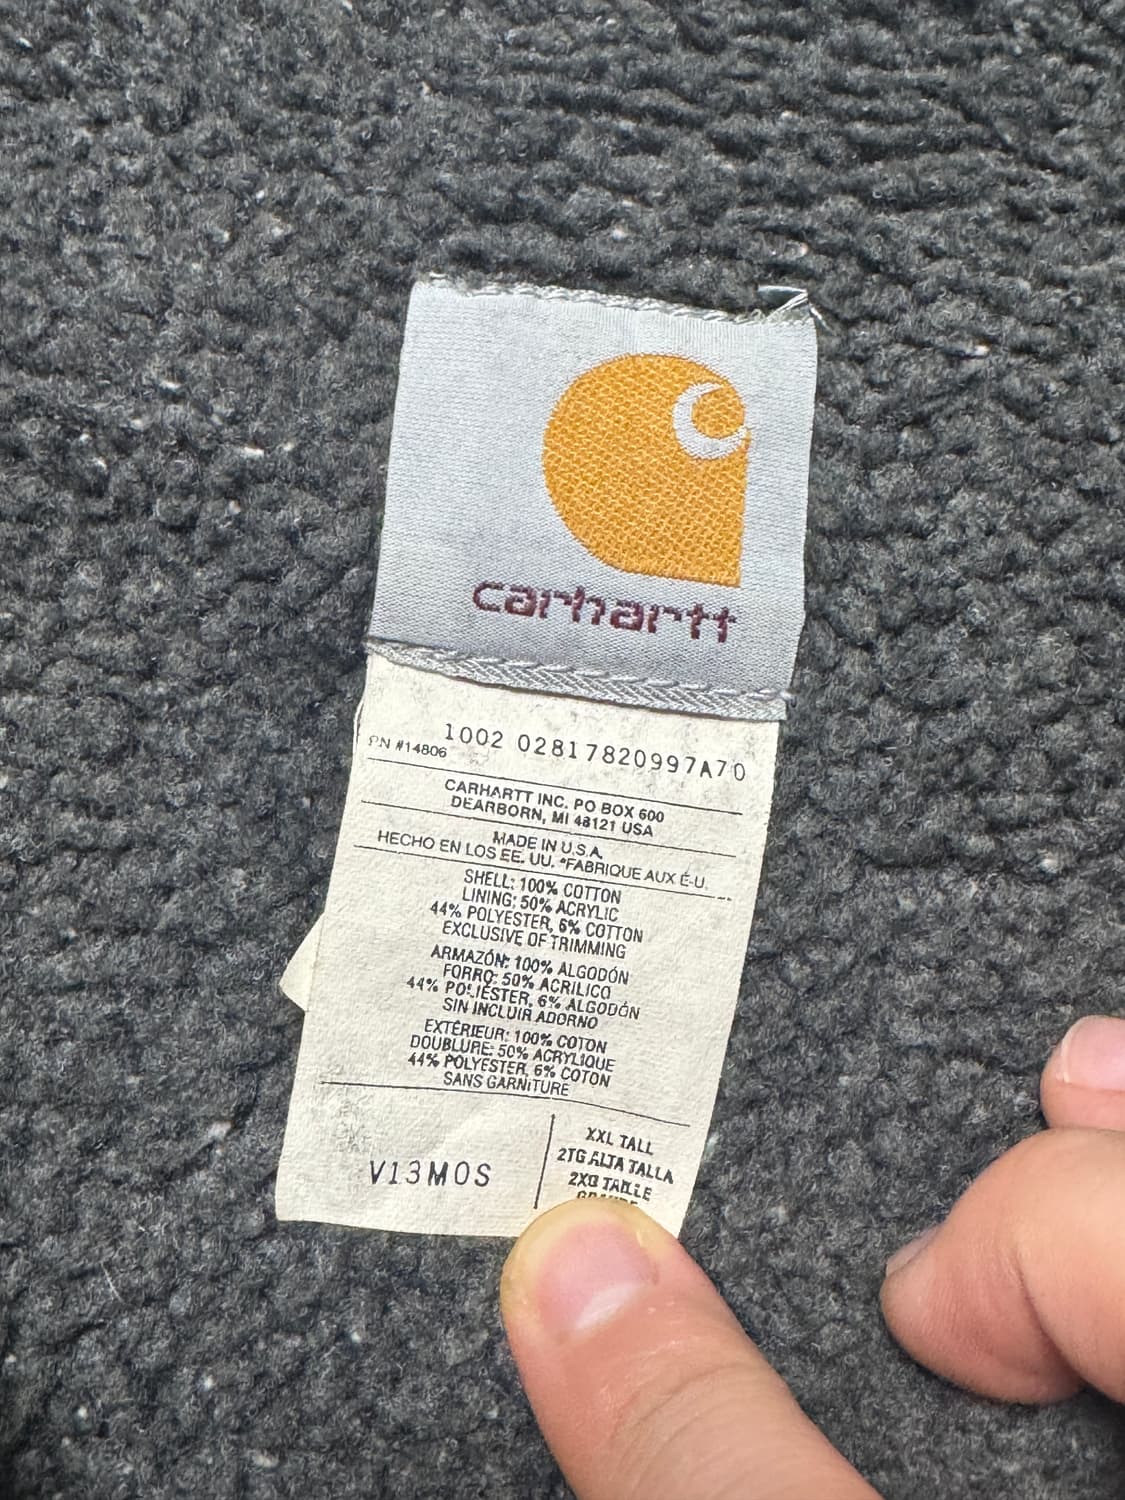 carhartt
1002 02817820997A70
PN #14806
CARHARTT INC. PO BOX 600
DEARBORN, MI 48121 USA
MADE IN U.S.A.
HECHO EN LOS EE. UU. *FABRIQUE AUX É-U.
SHELL: 100% COTTON
LINING: 50% ACRYLIC
44% POLYESTER, 6% COTTON
EXCLUSIVE OF TRIMMING
ARMAZÓN: 100% ALGODÓN
FORRO: 50% ACRILICO
44% POLIÉSTER, 6% ALGODÓN
SIN INCLUIR ADORNO
EXTÉRIEUR: 100% COTON
DOUBLURE: 50% ACRYLIQUE
44% POLYESTER, 6% COTON
SANS GARNITURE
V13MOS
XXL TALL
2TG ALTA TALLA
2XG TAILLE